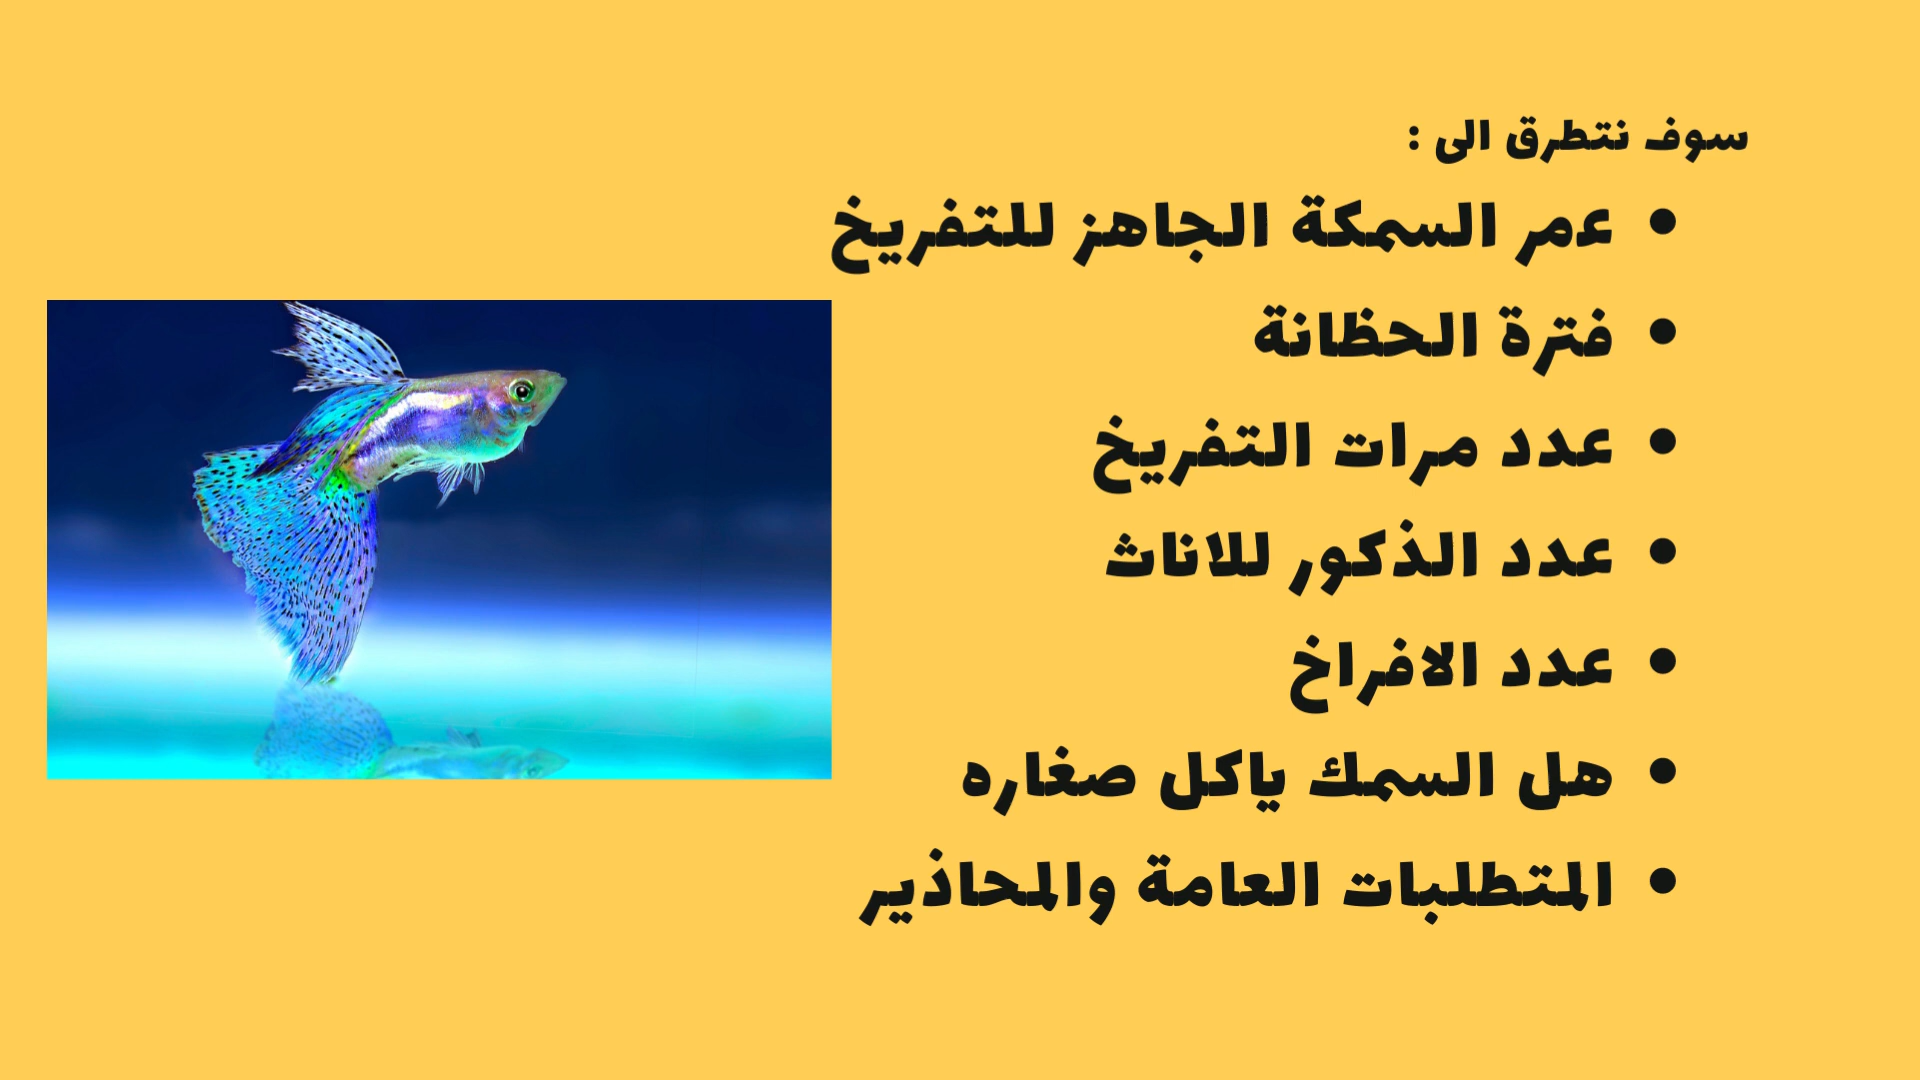 سوف نتطرق الى :
• عمر السمكة الجاهز للتفريخ
• فترة الحظانة
• عدد مرات التفريخ
• عدد الذكور للاناث
• عدد الافراخ
• هل السمك ياكل صغاره
• المتطلبات العامة والمحاذير